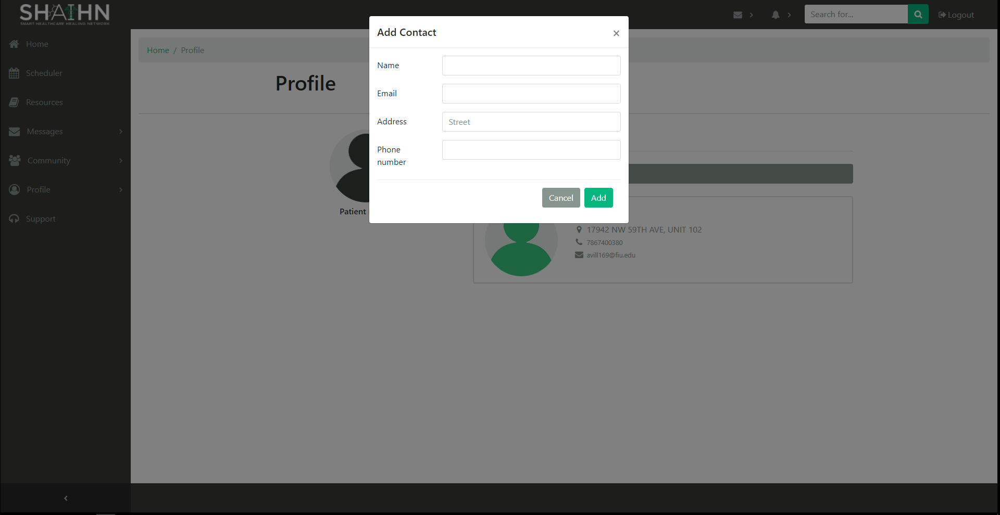 SHAIHN
SMART HEALTHCARE HEALING NETWORK
Search for...
Logout
Home
Scheduler
Resources
Messages
Community
Profile
Support
Home / Profile
Profile
Patient
Add Contact
×
Name
Email
Address
Street
Phone
number
Cancel
Add
17942 NW 59TH AVE, UNIT 102
7867400380
avill169@fiu.edu